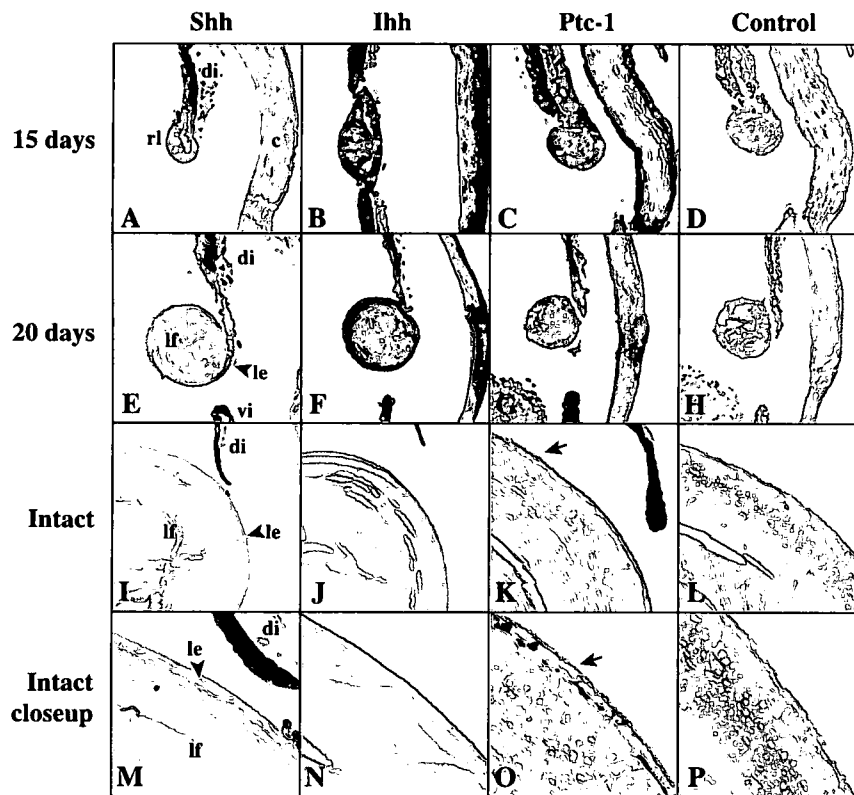 Shh Ihh Ptc-1 Control
15 days
di
rl
c
A B C D
20 days
di
lf
le
vi
E F G H
Intact
di
lf
le
I J K L
Intact
closeup
di
le
lf
M N O P